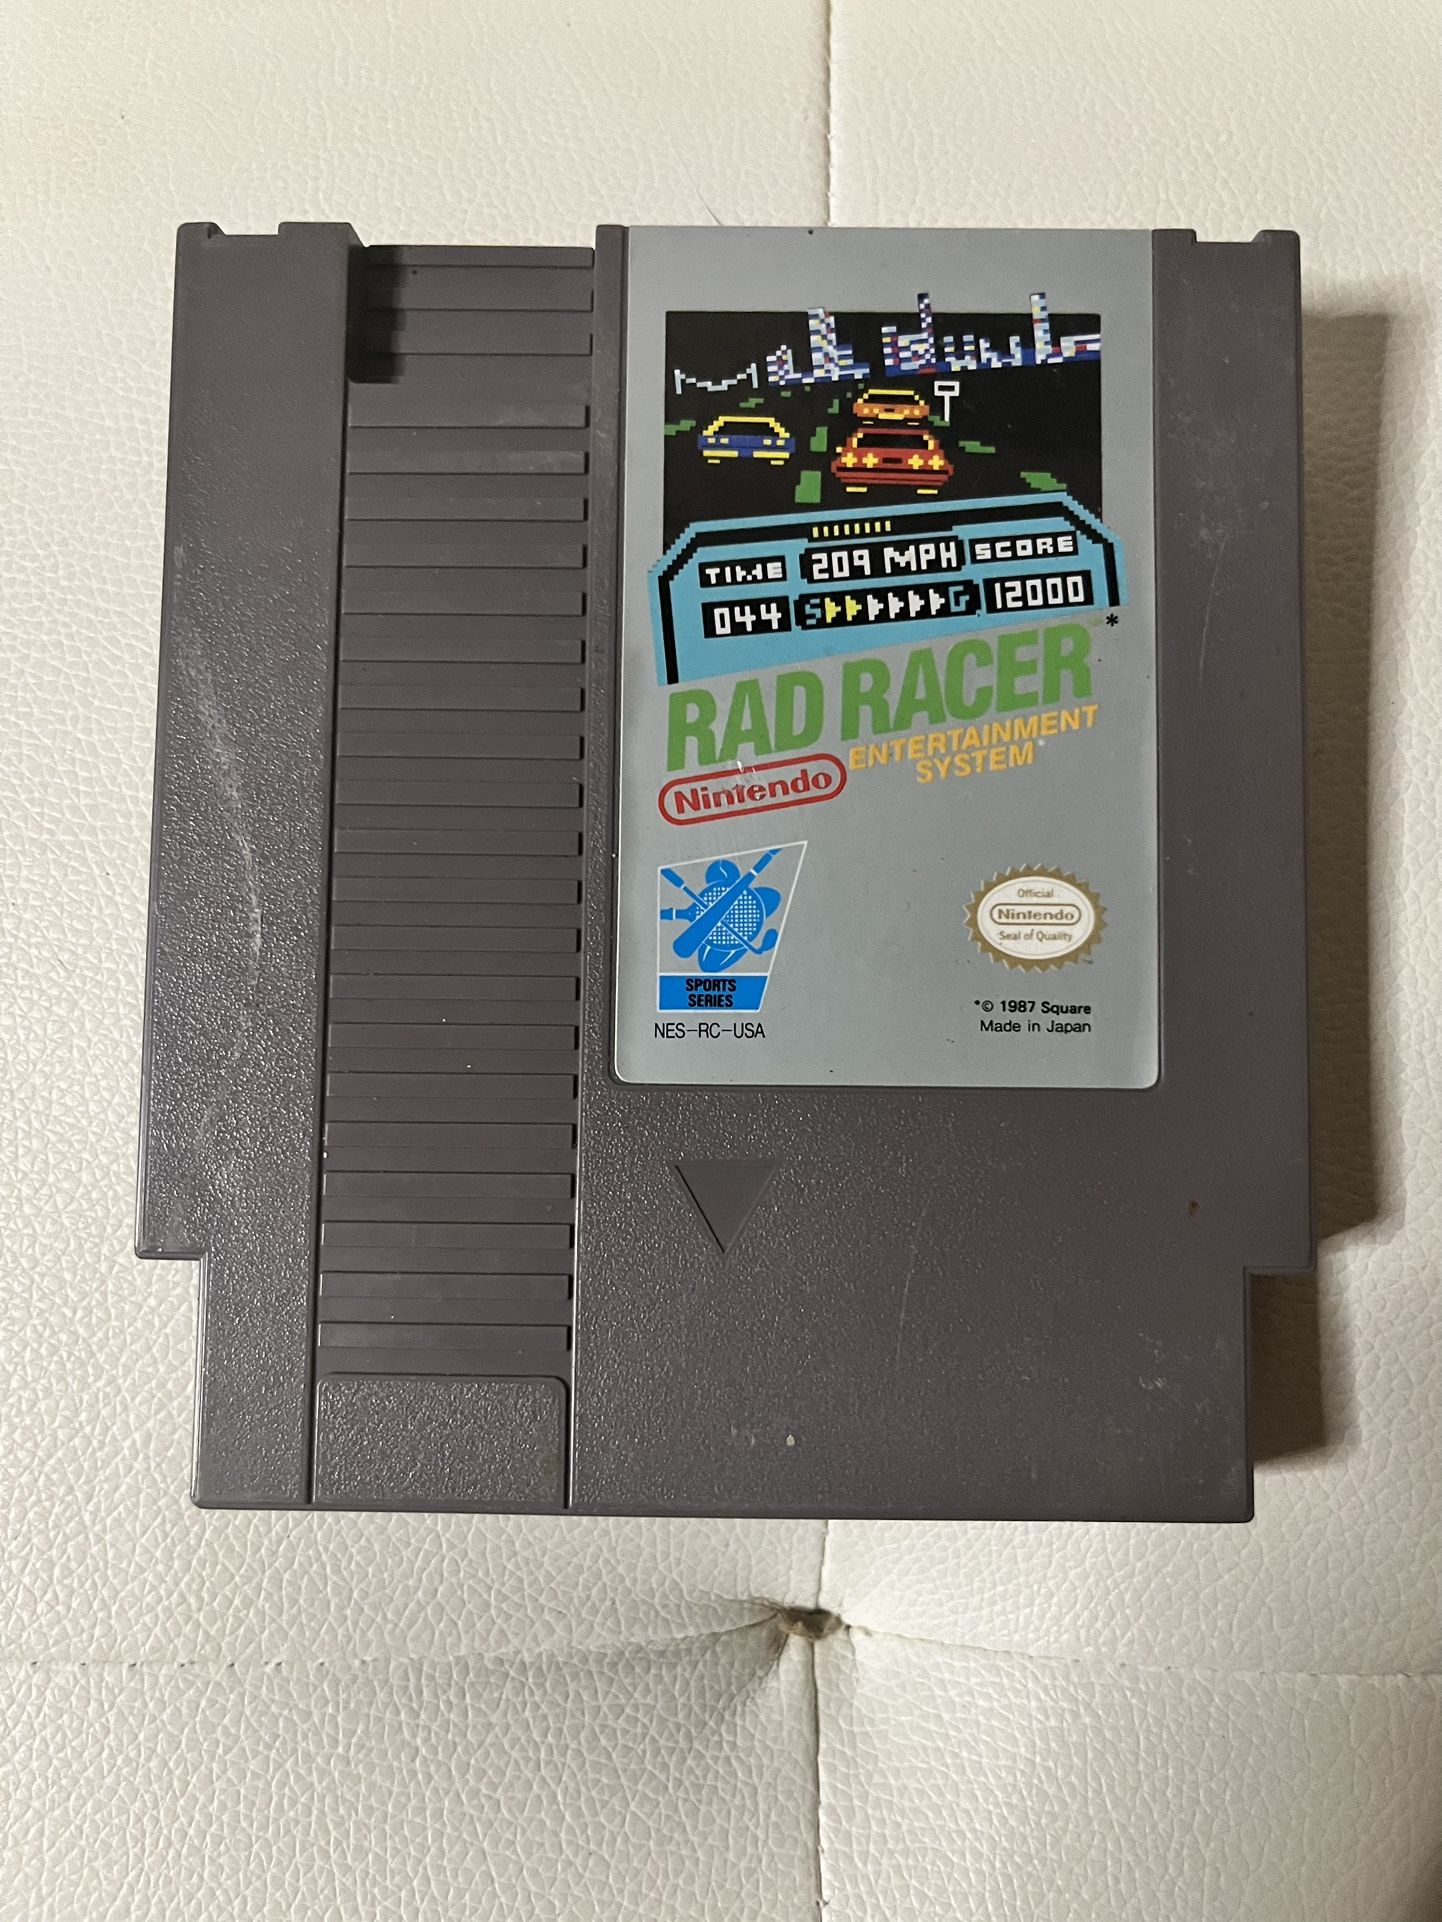 TIME 209 MPH SCORE
044 S G 12000
RAD RACER*
Nintendo ENTERTAINMENT
SYSTEM
SPORTS
SERIES
NES-RC-USA
Official
Nintendo
Seal of Quality
TM
*© 1987 Square
Made in Japan